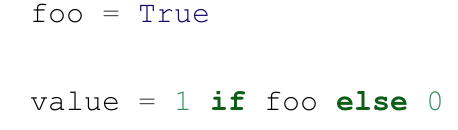 foo = True
value = 1 if foo else 0